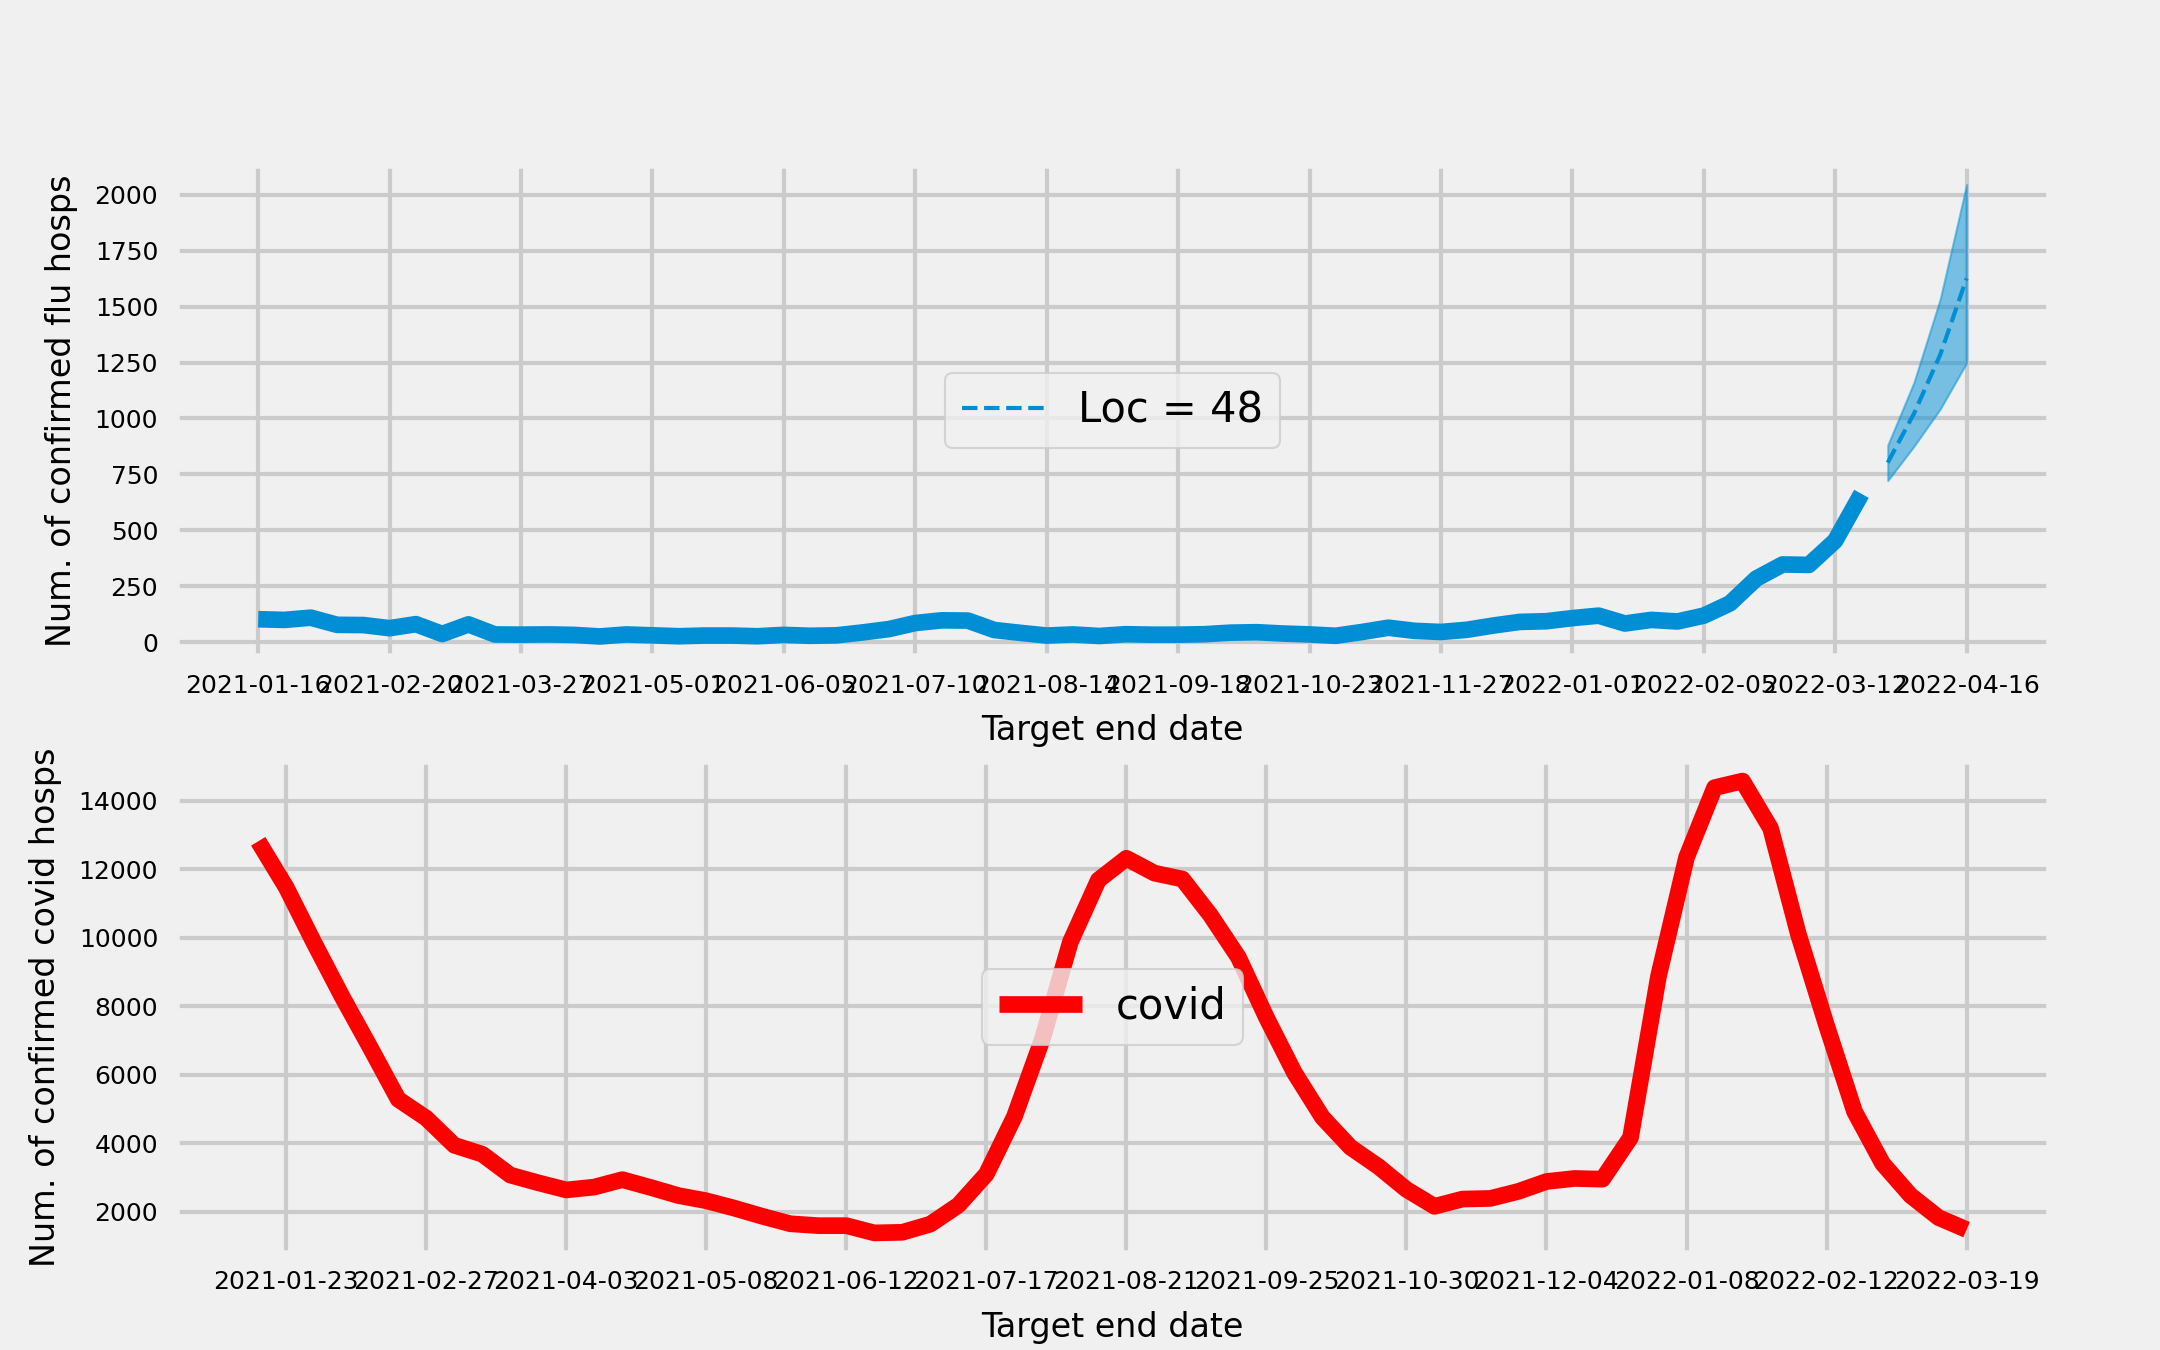 Num. of confirmed flu hosps
2000
1750
1500
1250
1000
750
500
250
0
Loc = 48
2021-01-16 2021-02-20 2021-03-27 2021-05-01 2021-06-05 2021-07-10 2021-08-14 2021-09-18 2021-10-23 2021-11-27 2022-01-01 2022-02-05 2022-03-12 2022-04-16
Target end date
Num. of confirmed covid hosps
14000
12000
10000
8000
6000
4000
2000
covid
2021-01-23 2021-02-27 2021-04-03 2021-05-08 2021-06-12 2021-07-17 2021-08-21 2021-09-25 2021-10-30 2021-12-04 2022-01-08 2022-02-12 2022-03-19
Target end date